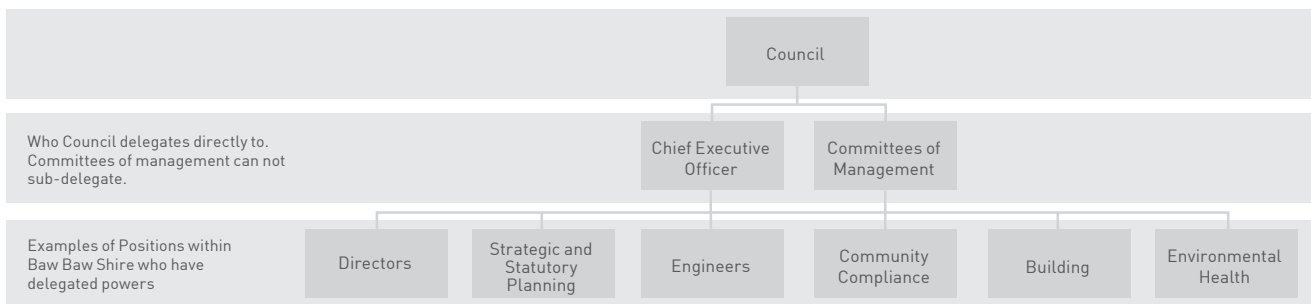 Council
Who Council delegates directly to.
Committees of management can not
sub-delegate.
Chief Executive
Officer
Committees of
Management
Examples of Positions within
Baw Baw Shire who have
delegated powers
Directors
Strategic and
Statutory
Planning
Engineers
Community
Compliance
Building
Environmental
Health